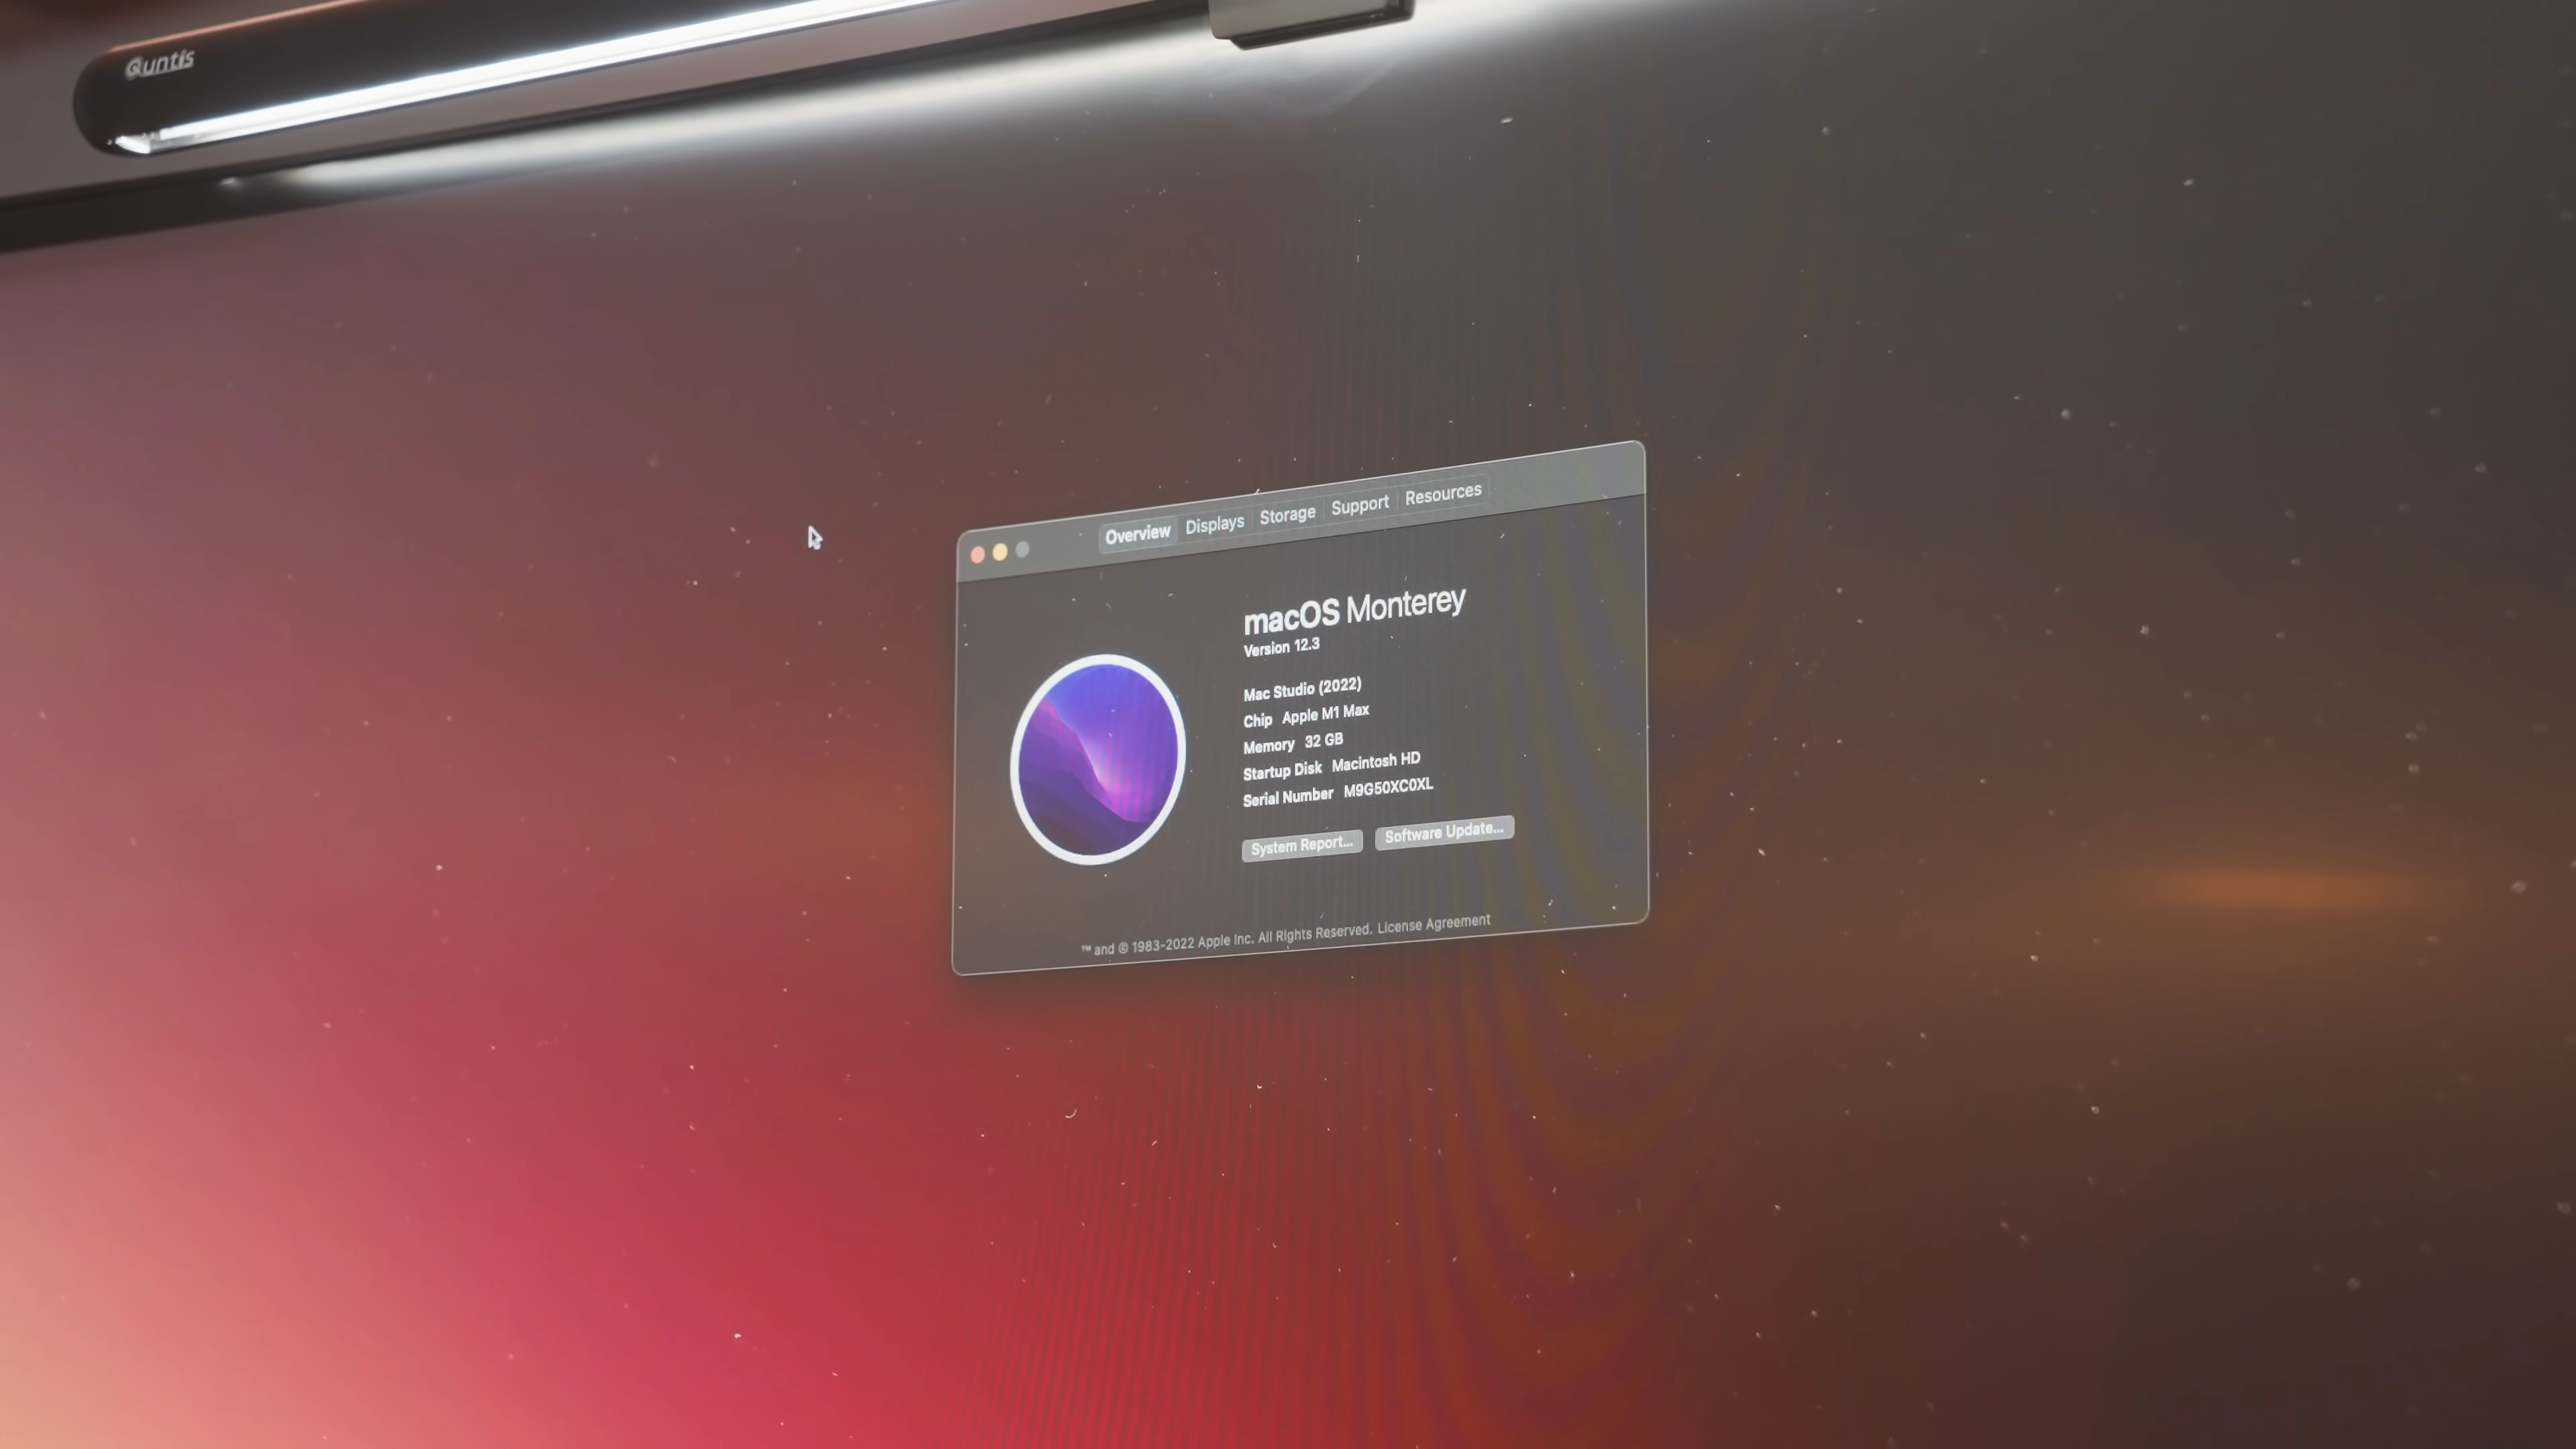 Quntis
Overview Displays Storage Support Resources
macOS Monterey
Version 12.3
Mac Studio (2022)
Chip Apple M1 Max
Memory 32 GB
Startup Disk Macintosh HD
Serial Number M9G50XC0XL
System Report... Software Update...
™ and © 1983-2022 Apple Inc. All Rights Reserved. License Agreement